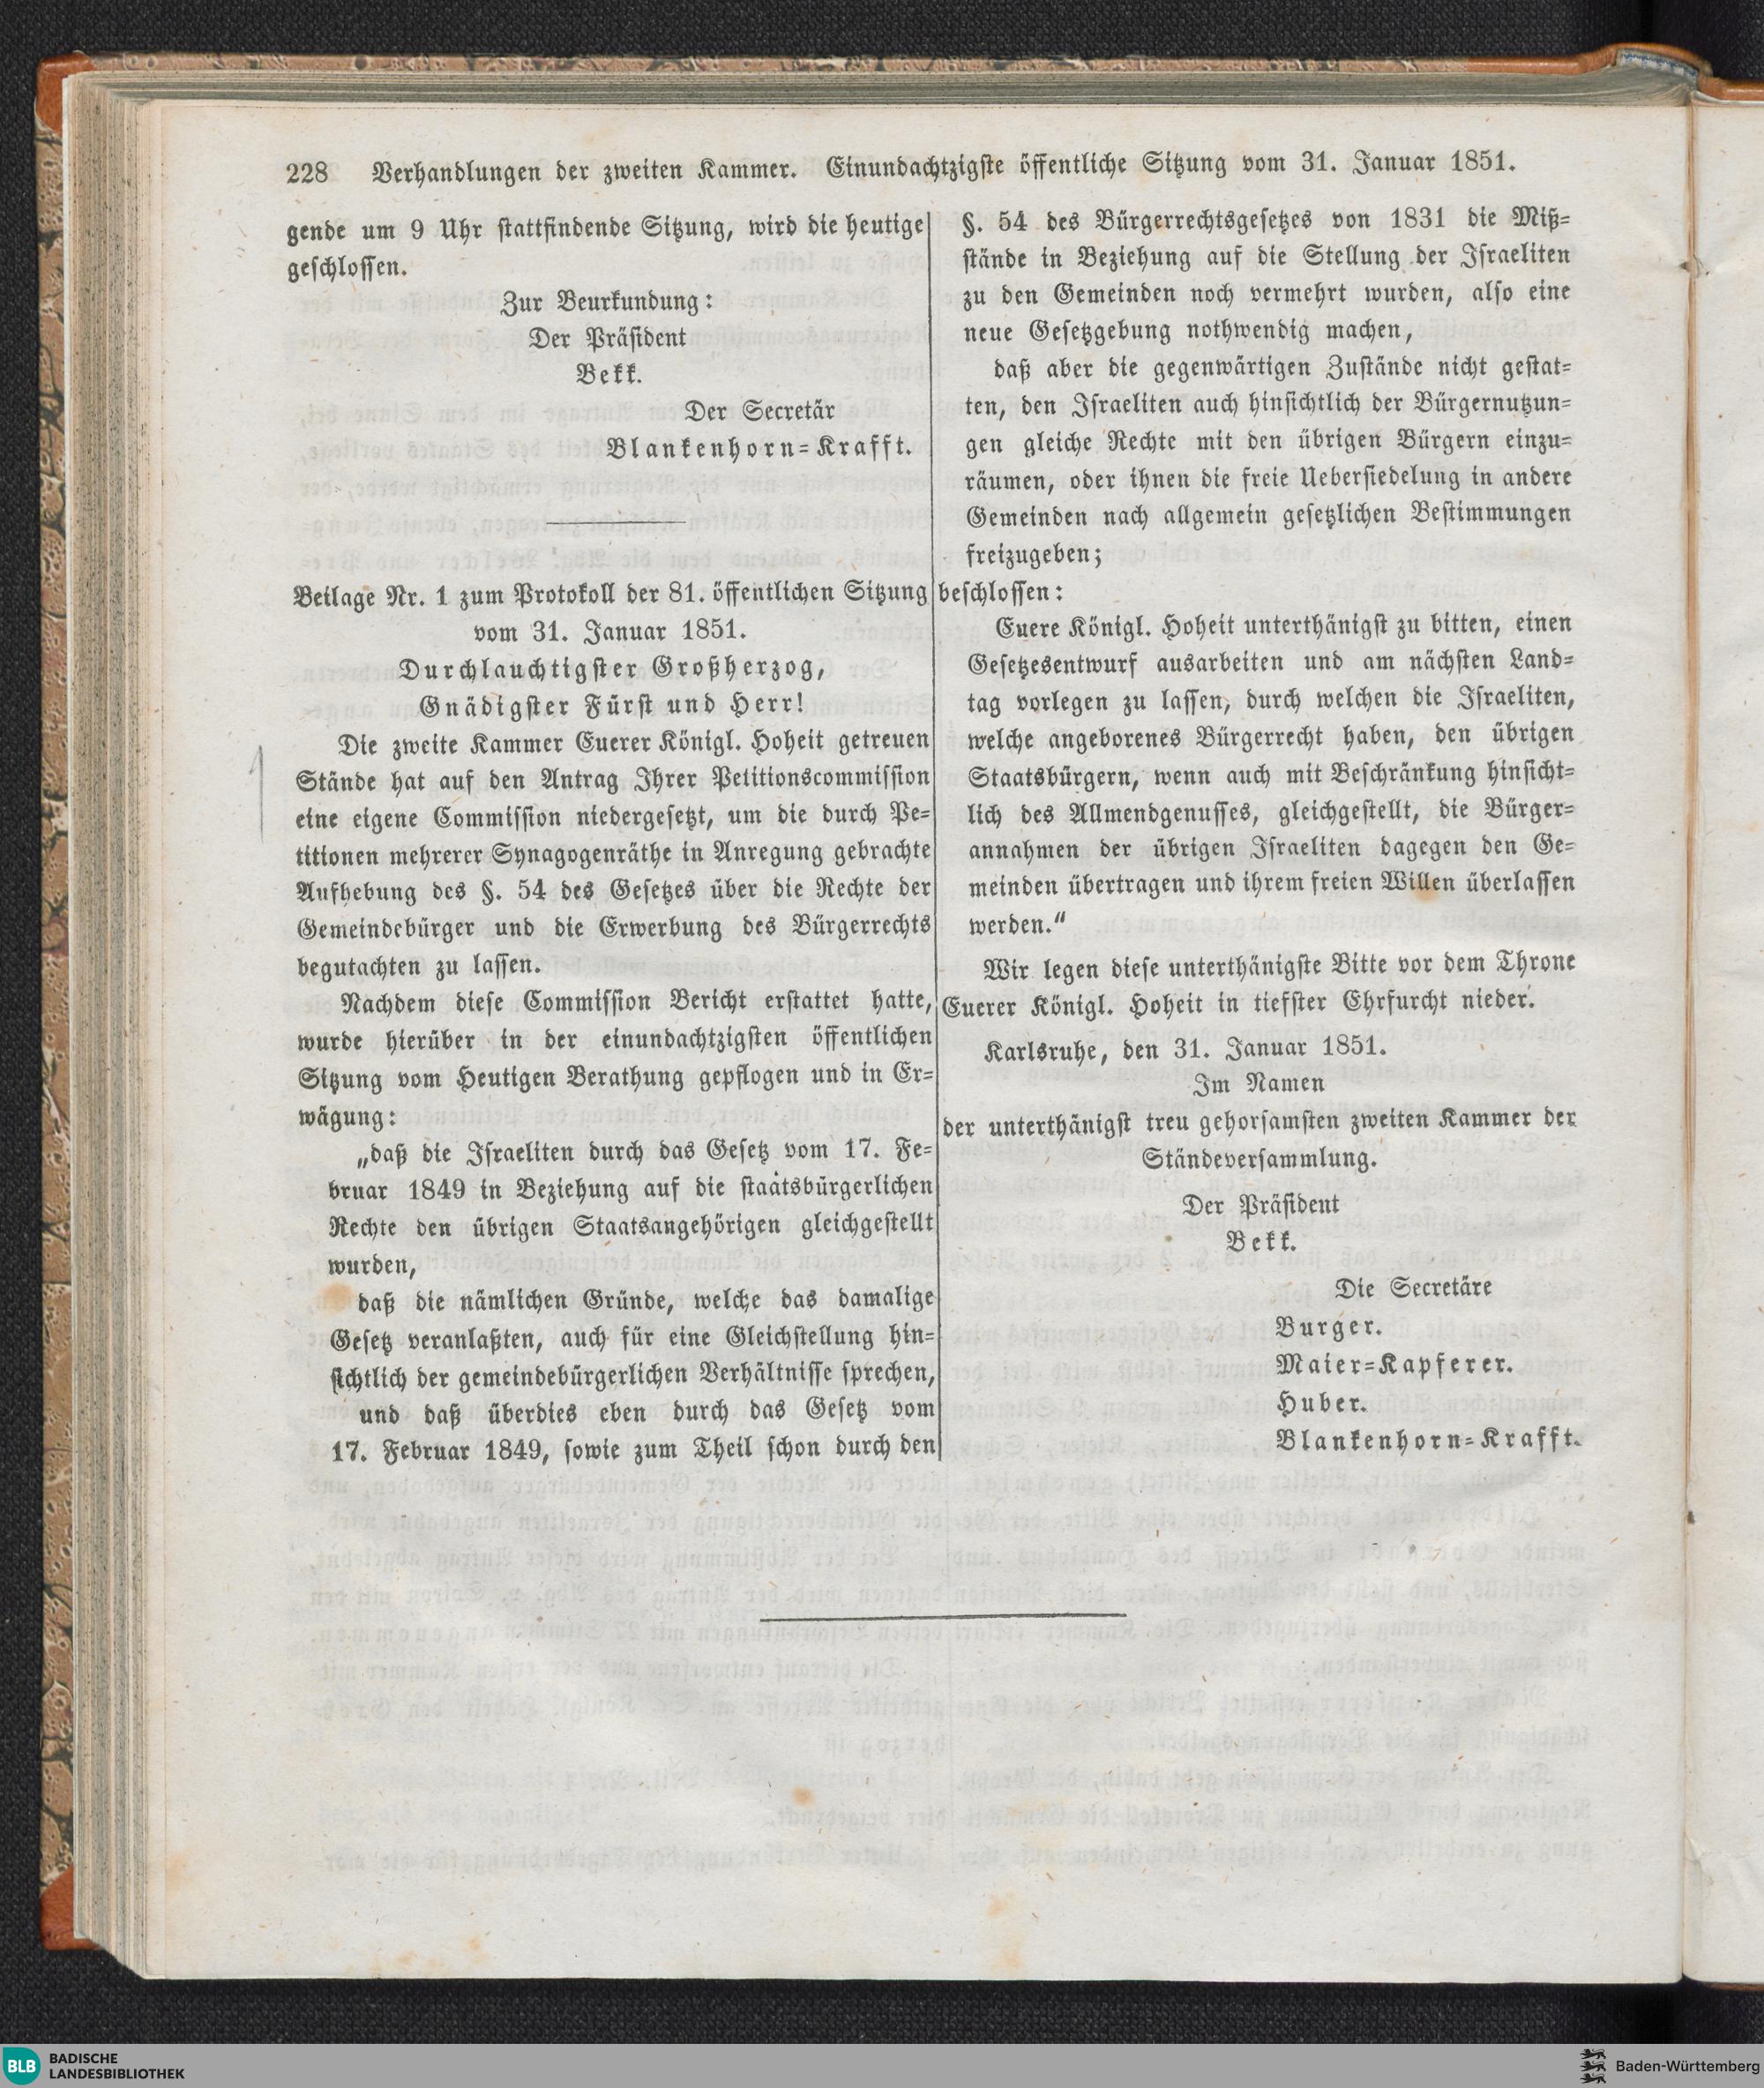 228 Verhandlungen der zweiten Kammer. Einundachtzigste öffentliche Sitzung vom 31. Januar 1851.
gende um 9 Uhr stattfindende Sitzung, wird die heutige
geschlossen.
Zur Beurkundung:
Der Präsident
Bekk.
Der Secretär
Blankenhorn-Krafft.
Beilage Nr. 1 zum Protokoll der 81. öffentlichen Sitzung
vom 31. Januar 1851.
Durchlauchtigster Großherzog,
Gnädigster Fürst und Herr!
Die zweite Kammer Euerer Königl. Hoheit getreuen
Stände hat auf den Antrag Ihrer Petitionscommission
eine eigene Commission niedergesetzt, um die durch Pe-
titionen mehrerer Synagogenräthe in Anregung gebrachte
Aufhebung des §. 54 des Gesetzes über die Rechte der
Gemeindebürger und die Erwerbung des Bürgerrechts
begutachten zu lassen.
Nachdem diese Commission Bericht erstattet hatte,
wurde hierüber in der einundachtzigsten öffentlichen
Sitzung vom Heutigen Berathung gepflogen und in Er-
wägung:
„daß die Israeliten durch das Gesetz vom 17. Fe-
bruar 1849 in Beziehung auf die staatsbürgerlichen
Rechte den übrigen Staatsangehörigen gleichgestellt
wurden,
daß die nämlichen Gründe, welche das damalige
Gesetz veranlaßten, auch für eine Gleichstellung hin-
sichtlich der gemeindebürgerlichen Verhältnisse sprechen,
und daß überdies eben durch das Gesetz vom
17. Februar 1849, sowie zum Theil schon durch den
§. 54 des Bürgerrechtsgesetzes von 1831 die Miß-
stände in Beziehung auf die Stellung der Israeliten
zu den Gemeinden noch vermehrt wurden, also eine
neue Gesetzgebung nothwendig machen,
daß aber die gegenwärtigen Zustände nicht gestat-
ten, den Israeliten auch hinsichtlich der Bürgernutzun-
gen gleiche Rechte mit den übrigen Bürgern einzu-
räumen, oder ihnen die freie Uebersiedelung in andere
Gemeinden nach allgemein gesetzlichen Bestimmungen
freizugeben;
beschlossen:
Euere Königl. Hoheit unterthänigst zu bitten, einen
Gesetzesentwurf ausarbeiten und am nächsten Land-
tag vorlegen zu lassen, durch welchen die Israeliten,
welche angeborenes Bürgerrecht haben, den übrigen
Staatsbürgern, wenn auch mit Beschränkung hinsicht-
lich des Allmendgenusses, gleichgestellt, die Bürger-
annahmen der übrigen Israeliten dagegen den Ge-
meinden übertragen und ihrem freien Willen überlassen
werden.“
Wir legen diese unterthänigste Bitte vor dem Throne
Euerer Königl. Hoheit in tiefster Ehrfurcht nieder.
Karlsruhe, den 31. Januar 1851.
Im Namen
der unterthänigst treu gehorsamsten zweiten Kammer der
Ständeversammlung.
Der Präsident
Bekk.
Die Secretäre
Burger.
Maier-Kapferer.
Huber.
Blankenhorn-Krafft.
BLB BADISCHE
LANDESBIBLIOTHEK
Baden-Württemberg